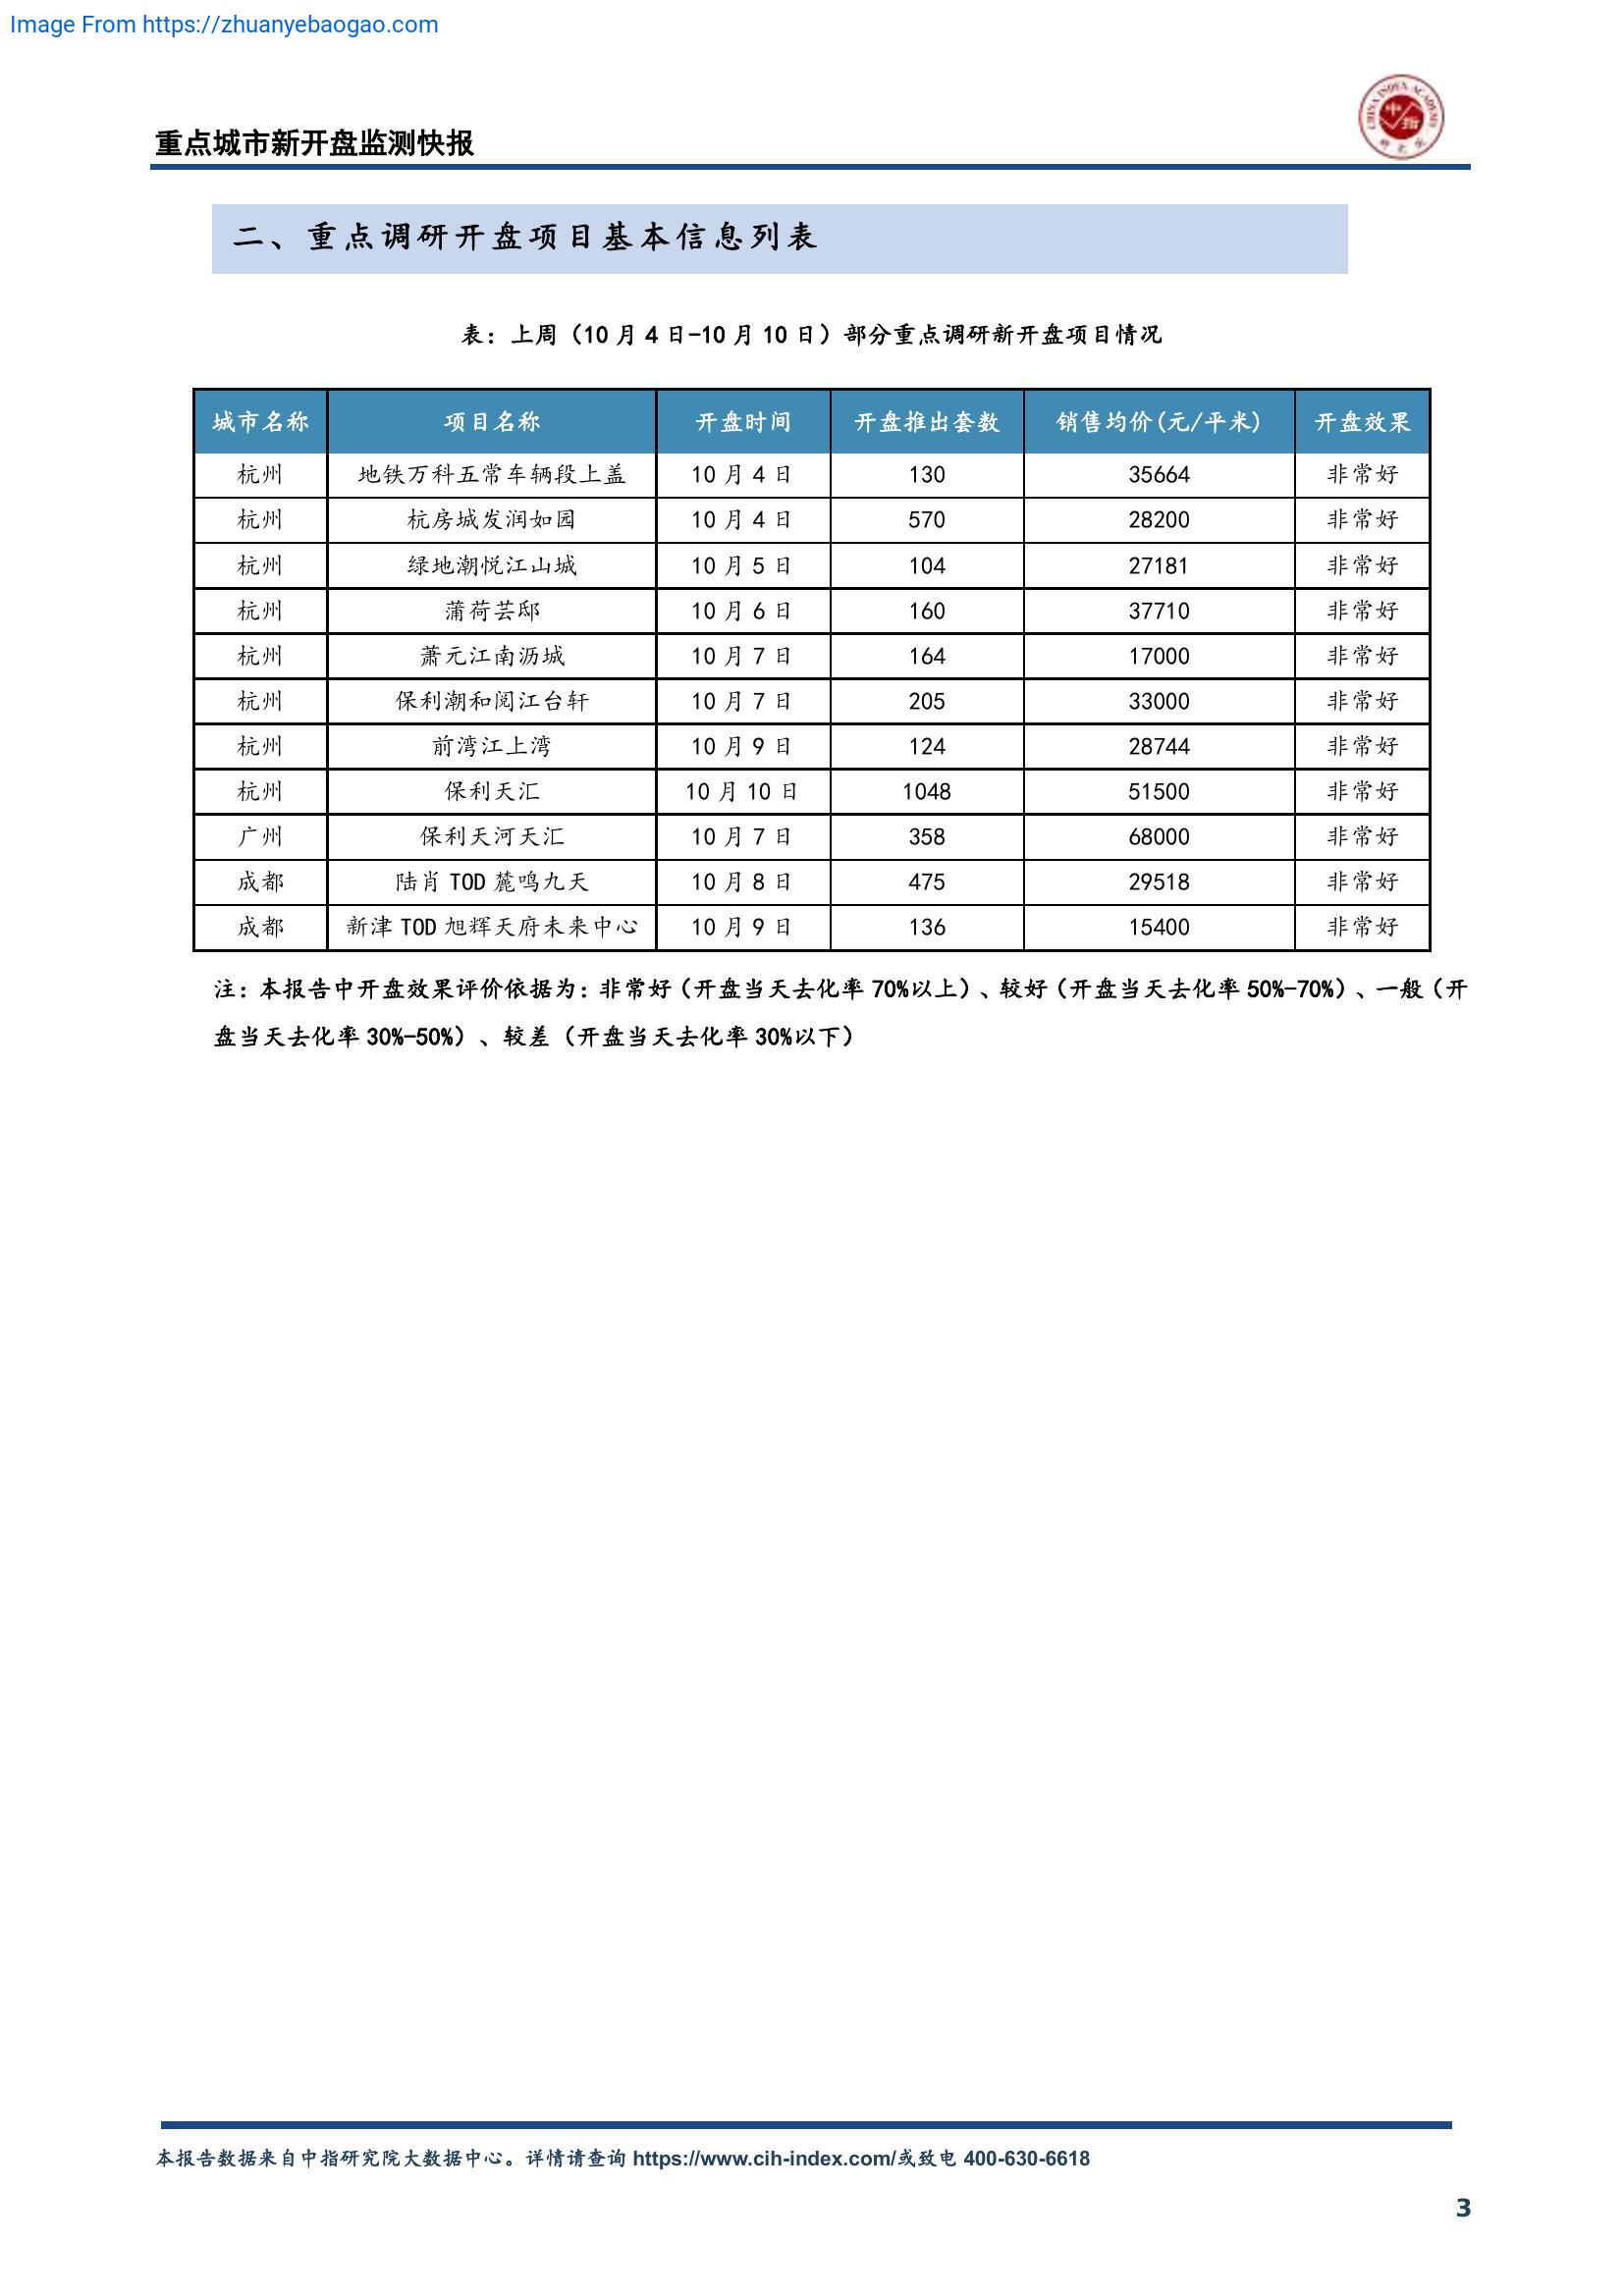 Image From https://zhuanyebaogao.com
重点城市新开盘监测快报
CHINA INDEX ACADEMY
中指
二、重点调研开盘项目基本信息列表
表：上周（10 月 4 日-10 月 10 日）部分重点调研新开盘项目情况
城市名称 项目名称 开盘时间 开盘推出套数 销售均价(元/平米) 开盘效果
杭州 地铁万科五常车辆段上盖 10 月 4 日 130 35664 非常好
杭州 杭房城发润如园 10 月 4 日 570 28200 非常好
杭州 绿地潮悦江山城 10 月 5 日 104 27181 非常好
杭州 蒲荷芸邸 10 月 6 日 160 37710 非常好
杭州 萧元江南沥城 10 月 7 日 164 17000 非常好
杭州 保利潮和阅江台轩 10 月 7 日 205 33000 非常好
杭州 前湾江上湾 10 月 9 日 124 28744 非常好
杭州 保利天汇 10 月 10 日 1048 51500 非常好
广州 保利天河天汇 10 月 7 日 358 68000 非常好
成都 陆肖 TOD 麓鸣九天 10 月 8 日 475 29518 非常好
成都 新津 TOD 旭辉天府未来中心 10 月 9 日 136 15400 非常好
注：本报告中开盘效果评价依据为：非常好（开盘当天去化率 70%以上）、较好（开盘当天去化率 50%-70%）、一般（开
盘当天去化率 30%-50%）、较差（开盘当天去化率 30%以下）
本报告数据来自中指研究院大数据中心。详情请查询 https://www.cih-index.com/或致电 400-630-6618
3